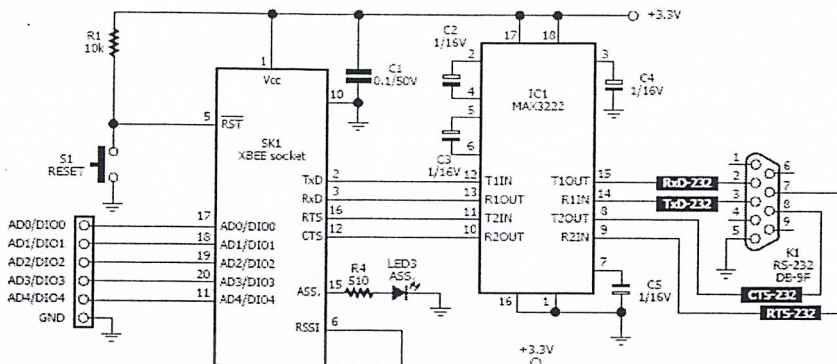 +3.3V
R1
10k
1
Vcc
C1
0.1/50V
10
5
RST
SK1
XBEE socket
S1
RESET
TxD
2
RxD
3
RTS
16
CTS
12
AD0/DIO0
17
AD0/DIO0
AD1/DIO1
18
AD1/DIO1
AD2/DIO2
19
AD2/DIO2
AD3/DIO3
20
AD3/DIO3
AD4/DIO4
11
AD4/DIO4
GND
ASS.
15
R4
510
LED3
ASS.
RSSI
6
C2
1/16V
2
4
5
6
C3
1/16V
17
18
IC1
MAX3222
3
C4
1/16V
12
T1IN
13
R1OUT
11
T2IN
10
R2OUT
T1OUT
15
R1IN
14
T2OUT
8
R2IN
9
7
C5
1/16V
16
1
RxD-232
TxD-232
1
2
3
4
5
6
7
8
9
K1
RS-232
DB-9F
CTS-232
RTS-232
+3.3V